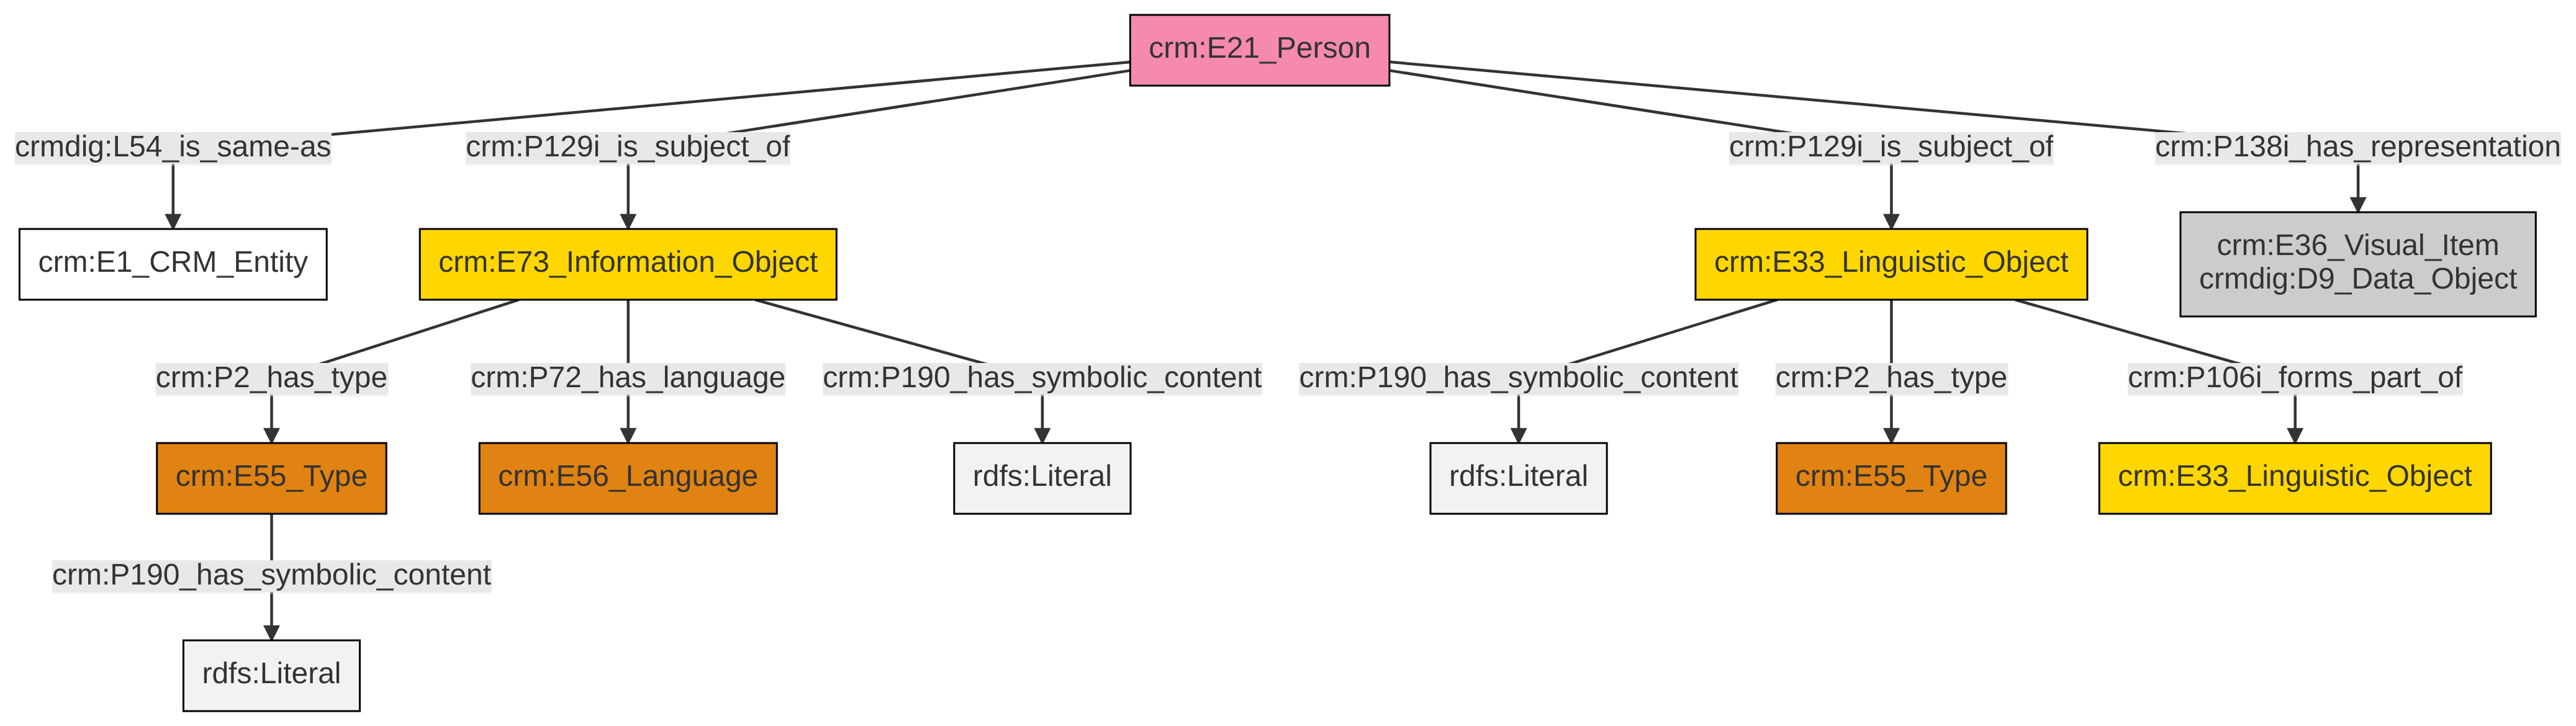 crm:E21_Person
crmdig:L54_is_same-as
crm:P129i_is_subject_of
crm:P129i_is_subject_of
crm:P138i_has_representation
crm:E1_CRM_Entity
crm:E73_Information_Object
crm:E33_Linguistic_Object
crm:E36_Visual_Item
crmdig:D9_Data_Object
crm:P2_has_type
crm:P72_has_language
crm:P190_has_symbolic_content
crm:P190_has_symbolic_content
crm:P2_has_type
crm:P106i_forms_part_of
crm:E55_Type
crm:E56_Language
rdfs:Literal
rdfs:Literal
crm:E55_Type
crm:E33_Linguistic_Object
crm:P190_has_symbolic_content
rdfs:Literal